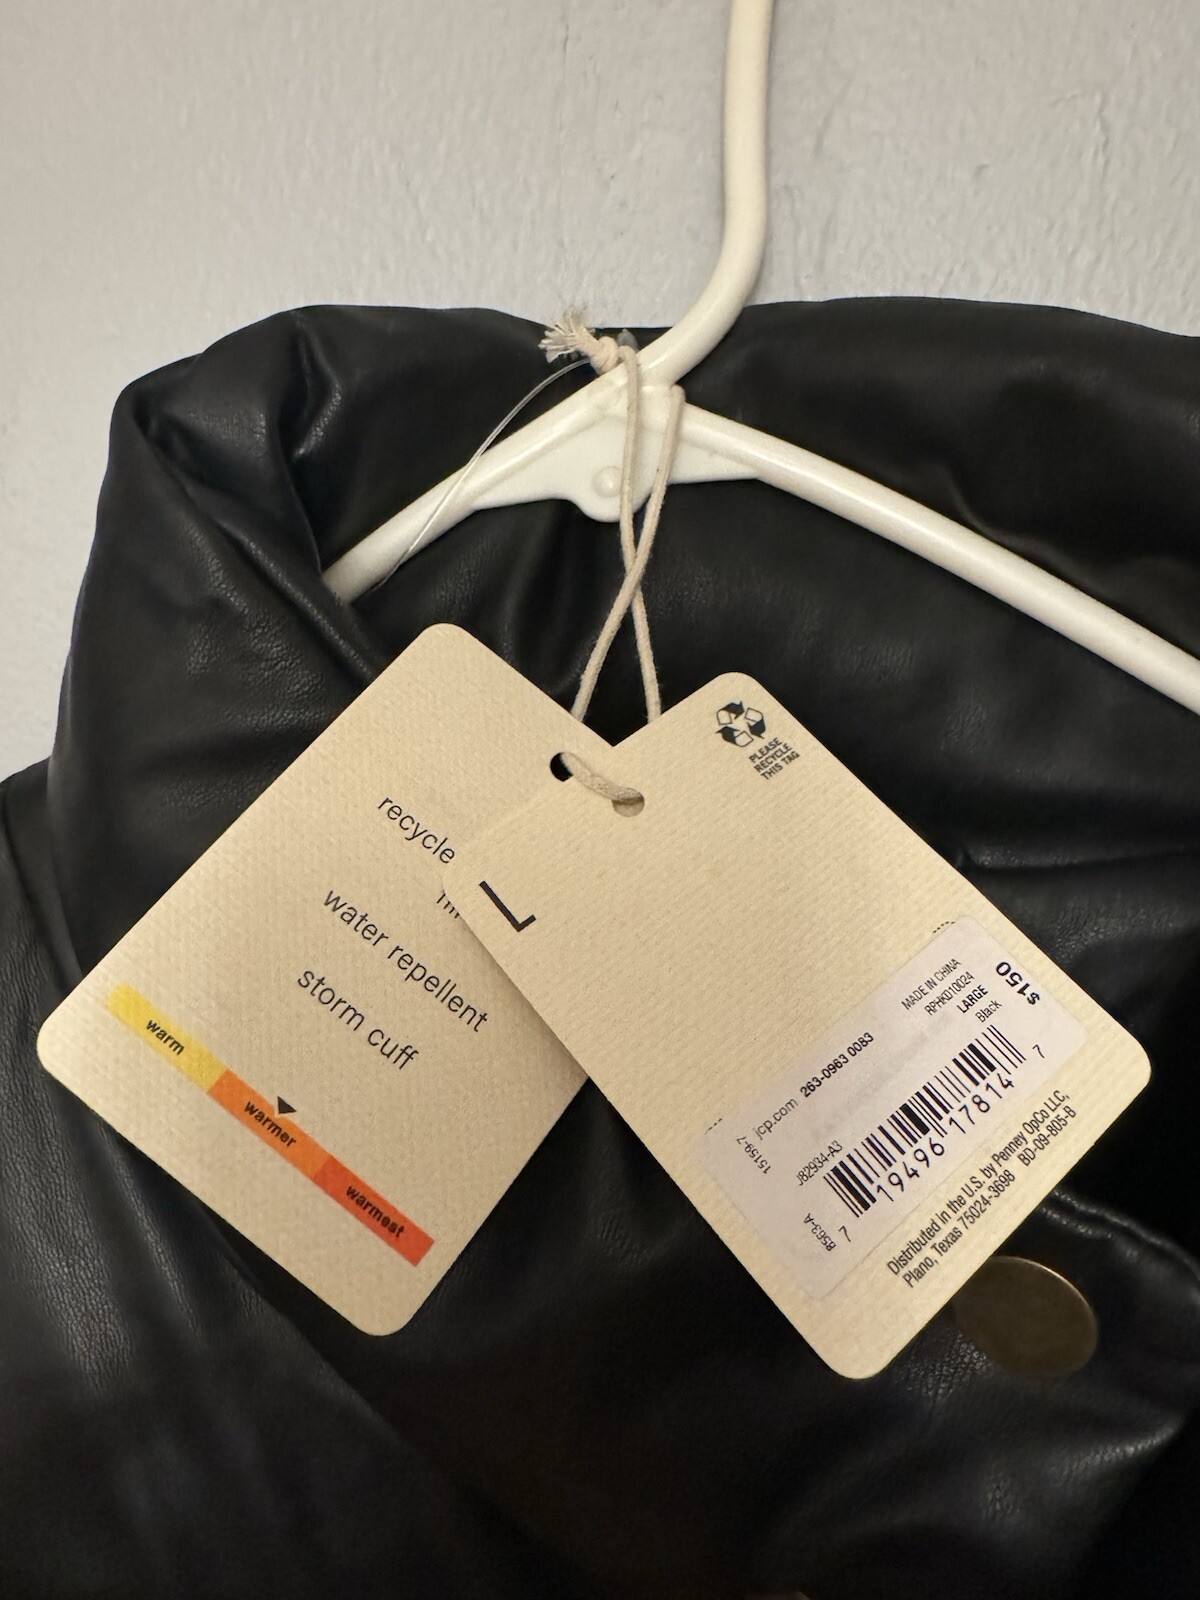 recycle
water repellent
storm cuff
warm
warmer
warmest
PLEASE
RECYCLE
THIS TAG
L
$150
MADE IN CHINA
RPHK010024
LARGE
Black
jcp.com 263-0963 0083
15159-7
J82934-A3
8563-A
7 19496 17814 7
Distributed in the U.S. by Penney OpCo LLC,
Plano, Texas 75024-3698 BD-09-805-B